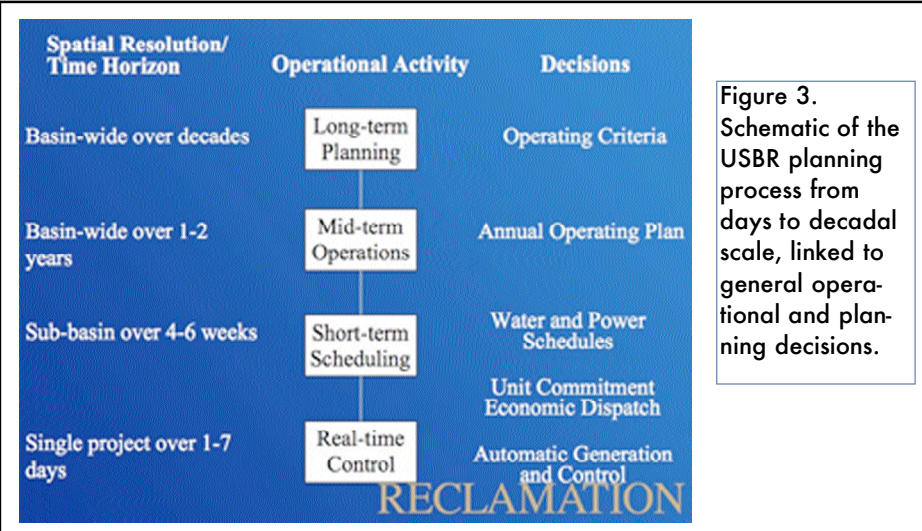 Spatial Resolution/
Time Horizon
Operational Activity
Decisions
Basin-wide over decades
Long-term
Planning
Operating Criteria
Basin-wide over 1-2
years
Mid-term
Operations
Annual Operating Plan
Sub-basin over 4-6 weeks
Short-term
Scheduling
Water and Power
Schedules
Unit Commitment
Economic Dispatch
Single project over 1-7
days
Real-time
Control
Automatic Generation
and Control
RECLAMATION
Figure 3.
Schematic of the
USBR planning
process from
days to decadal
scale, linked to
general opera-
tional and plan-
ning decisions.